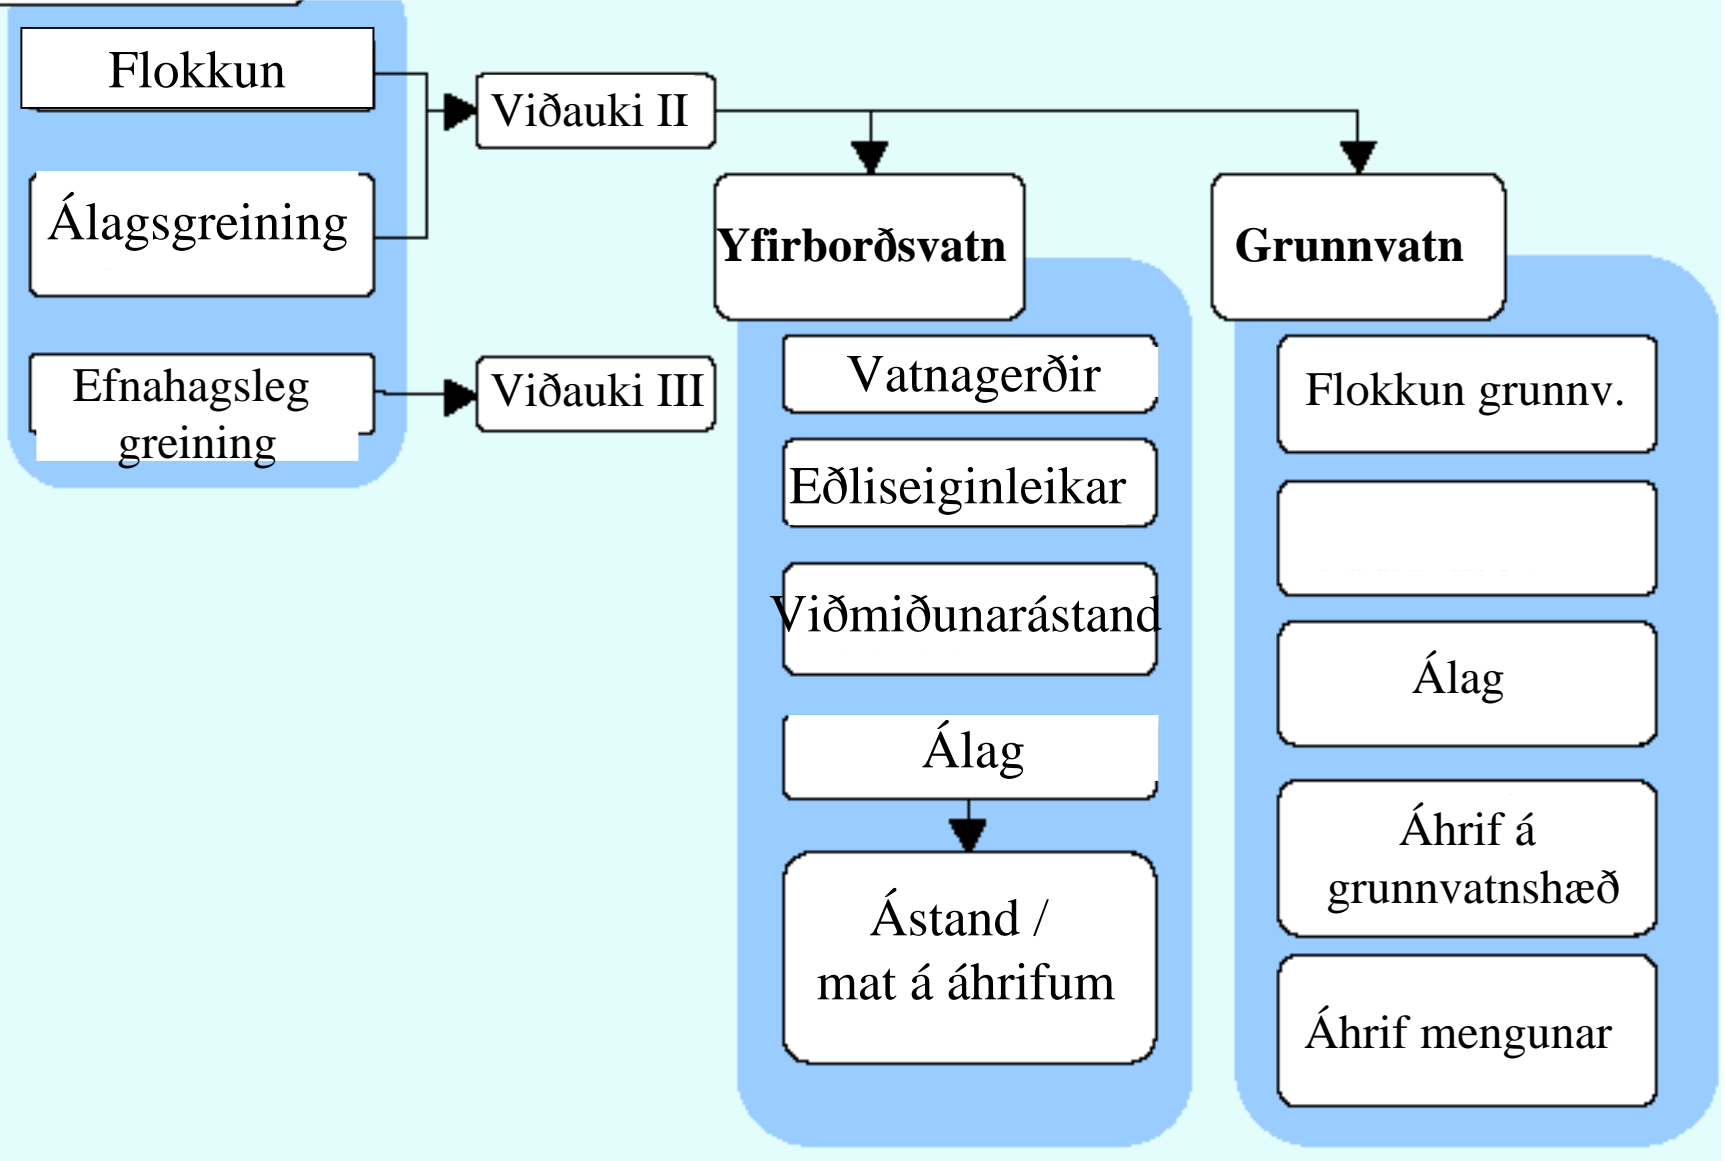 Flokkun
Álagsgreining
Efnahagsleg
greining
Viðauki II
Viðauki III
Yfirborðsvatn
Vatnagerðir
Eðliseiginleikar
Viðmiðunarástand
Álag
Ástand /
mat á áhrifum
Grunnvatn
Flokkun grunnv.
Álag
Áhrif á
grunnvatnshæð
Áhrif mengunar